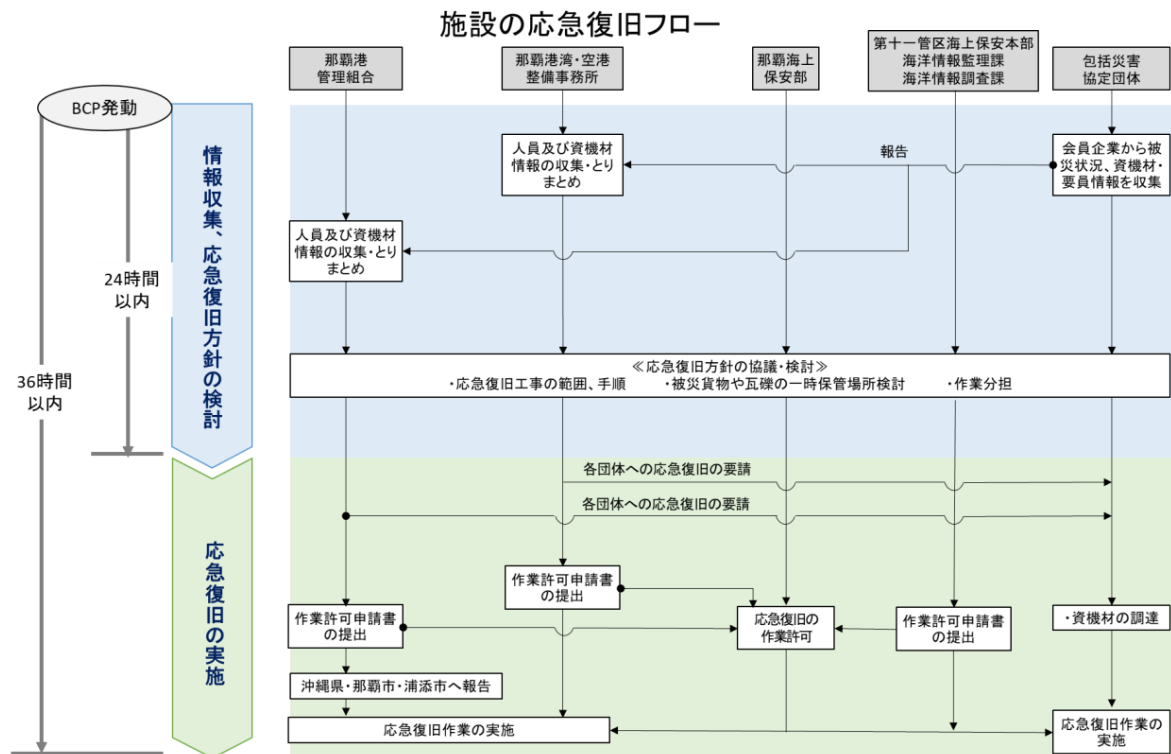 施設の応急復旧フロー
那覇港
管理組合
那覇港湾・空港
整備事務所
那覇海上
保安部
第十一管区海上保安本部
海洋情報監理課
海洋情報調査課
包括災害
協定団体
BCP発動
情報収集、応急復旧方針の検討
24時間
以内
36時間
以内
人員及び資機材
情報の収集・とり
まとめ
報告
会員企業から被
災状況、資機材・
要員情報を収集
人員及び資機材
情報の収集・とり
まとめ
≪応急復旧方針の協議・検討≫
・応急復旧工事の範囲、手順 ・被災貨物や瓦礫の一時保管場所検討 ・作業分担
応急復旧の実施
各団体への応急復旧の要請
各団体への応急復旧の要請
作業許可申請書
の提出
作業許可申請書
の提出
応急復旧の
作業許可
作業許可申請書
の提出
・資機材の調達
沖縄県・那覇市・浦添市へ報告
応急復旧作業の実施
応急復旧作業の
実施